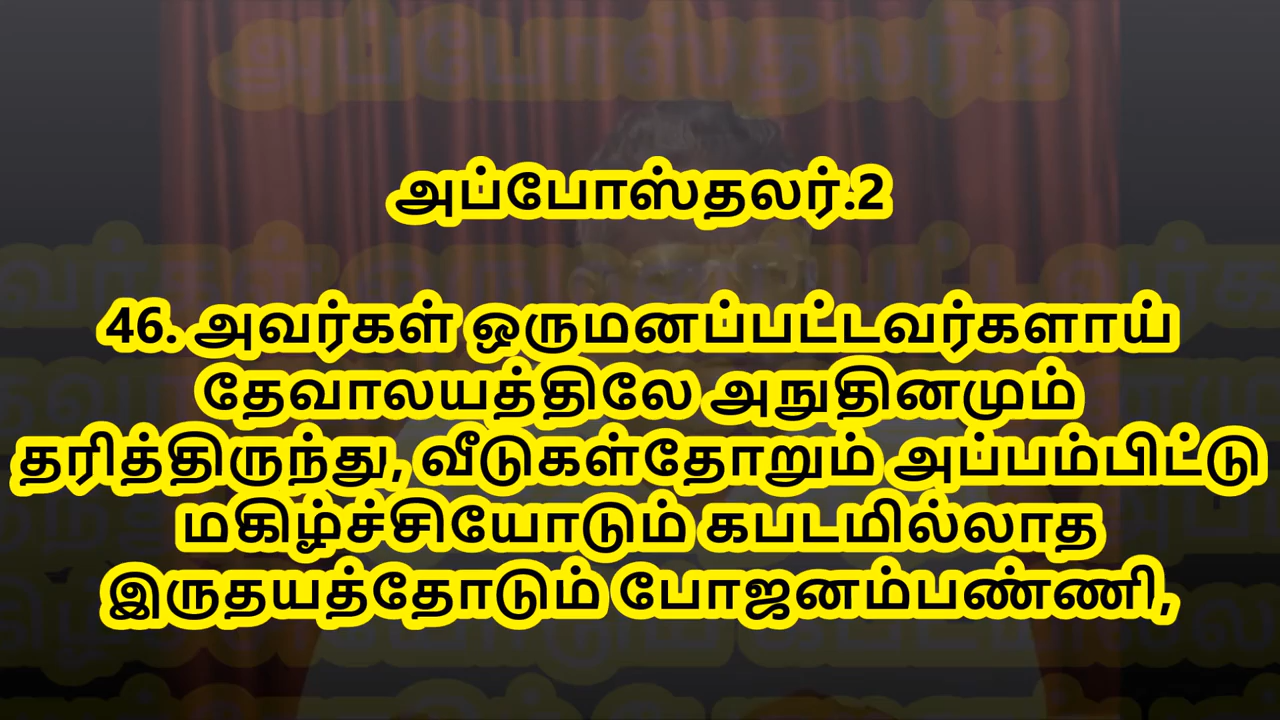 அப்போஸ்தலர்.2
46. அவர்கள் ஒருமனப்பட்டவர்களாய்
தேவாலயத்திலே அநுதினமும்
தரித்திருந்து, வீடுகள்தோறும் அப்பம்பிட்டு
மகிழ்ச்சியோடும் கபடமில்லாத
இருதயத்தோடும் போஜனம்பண்ணி,